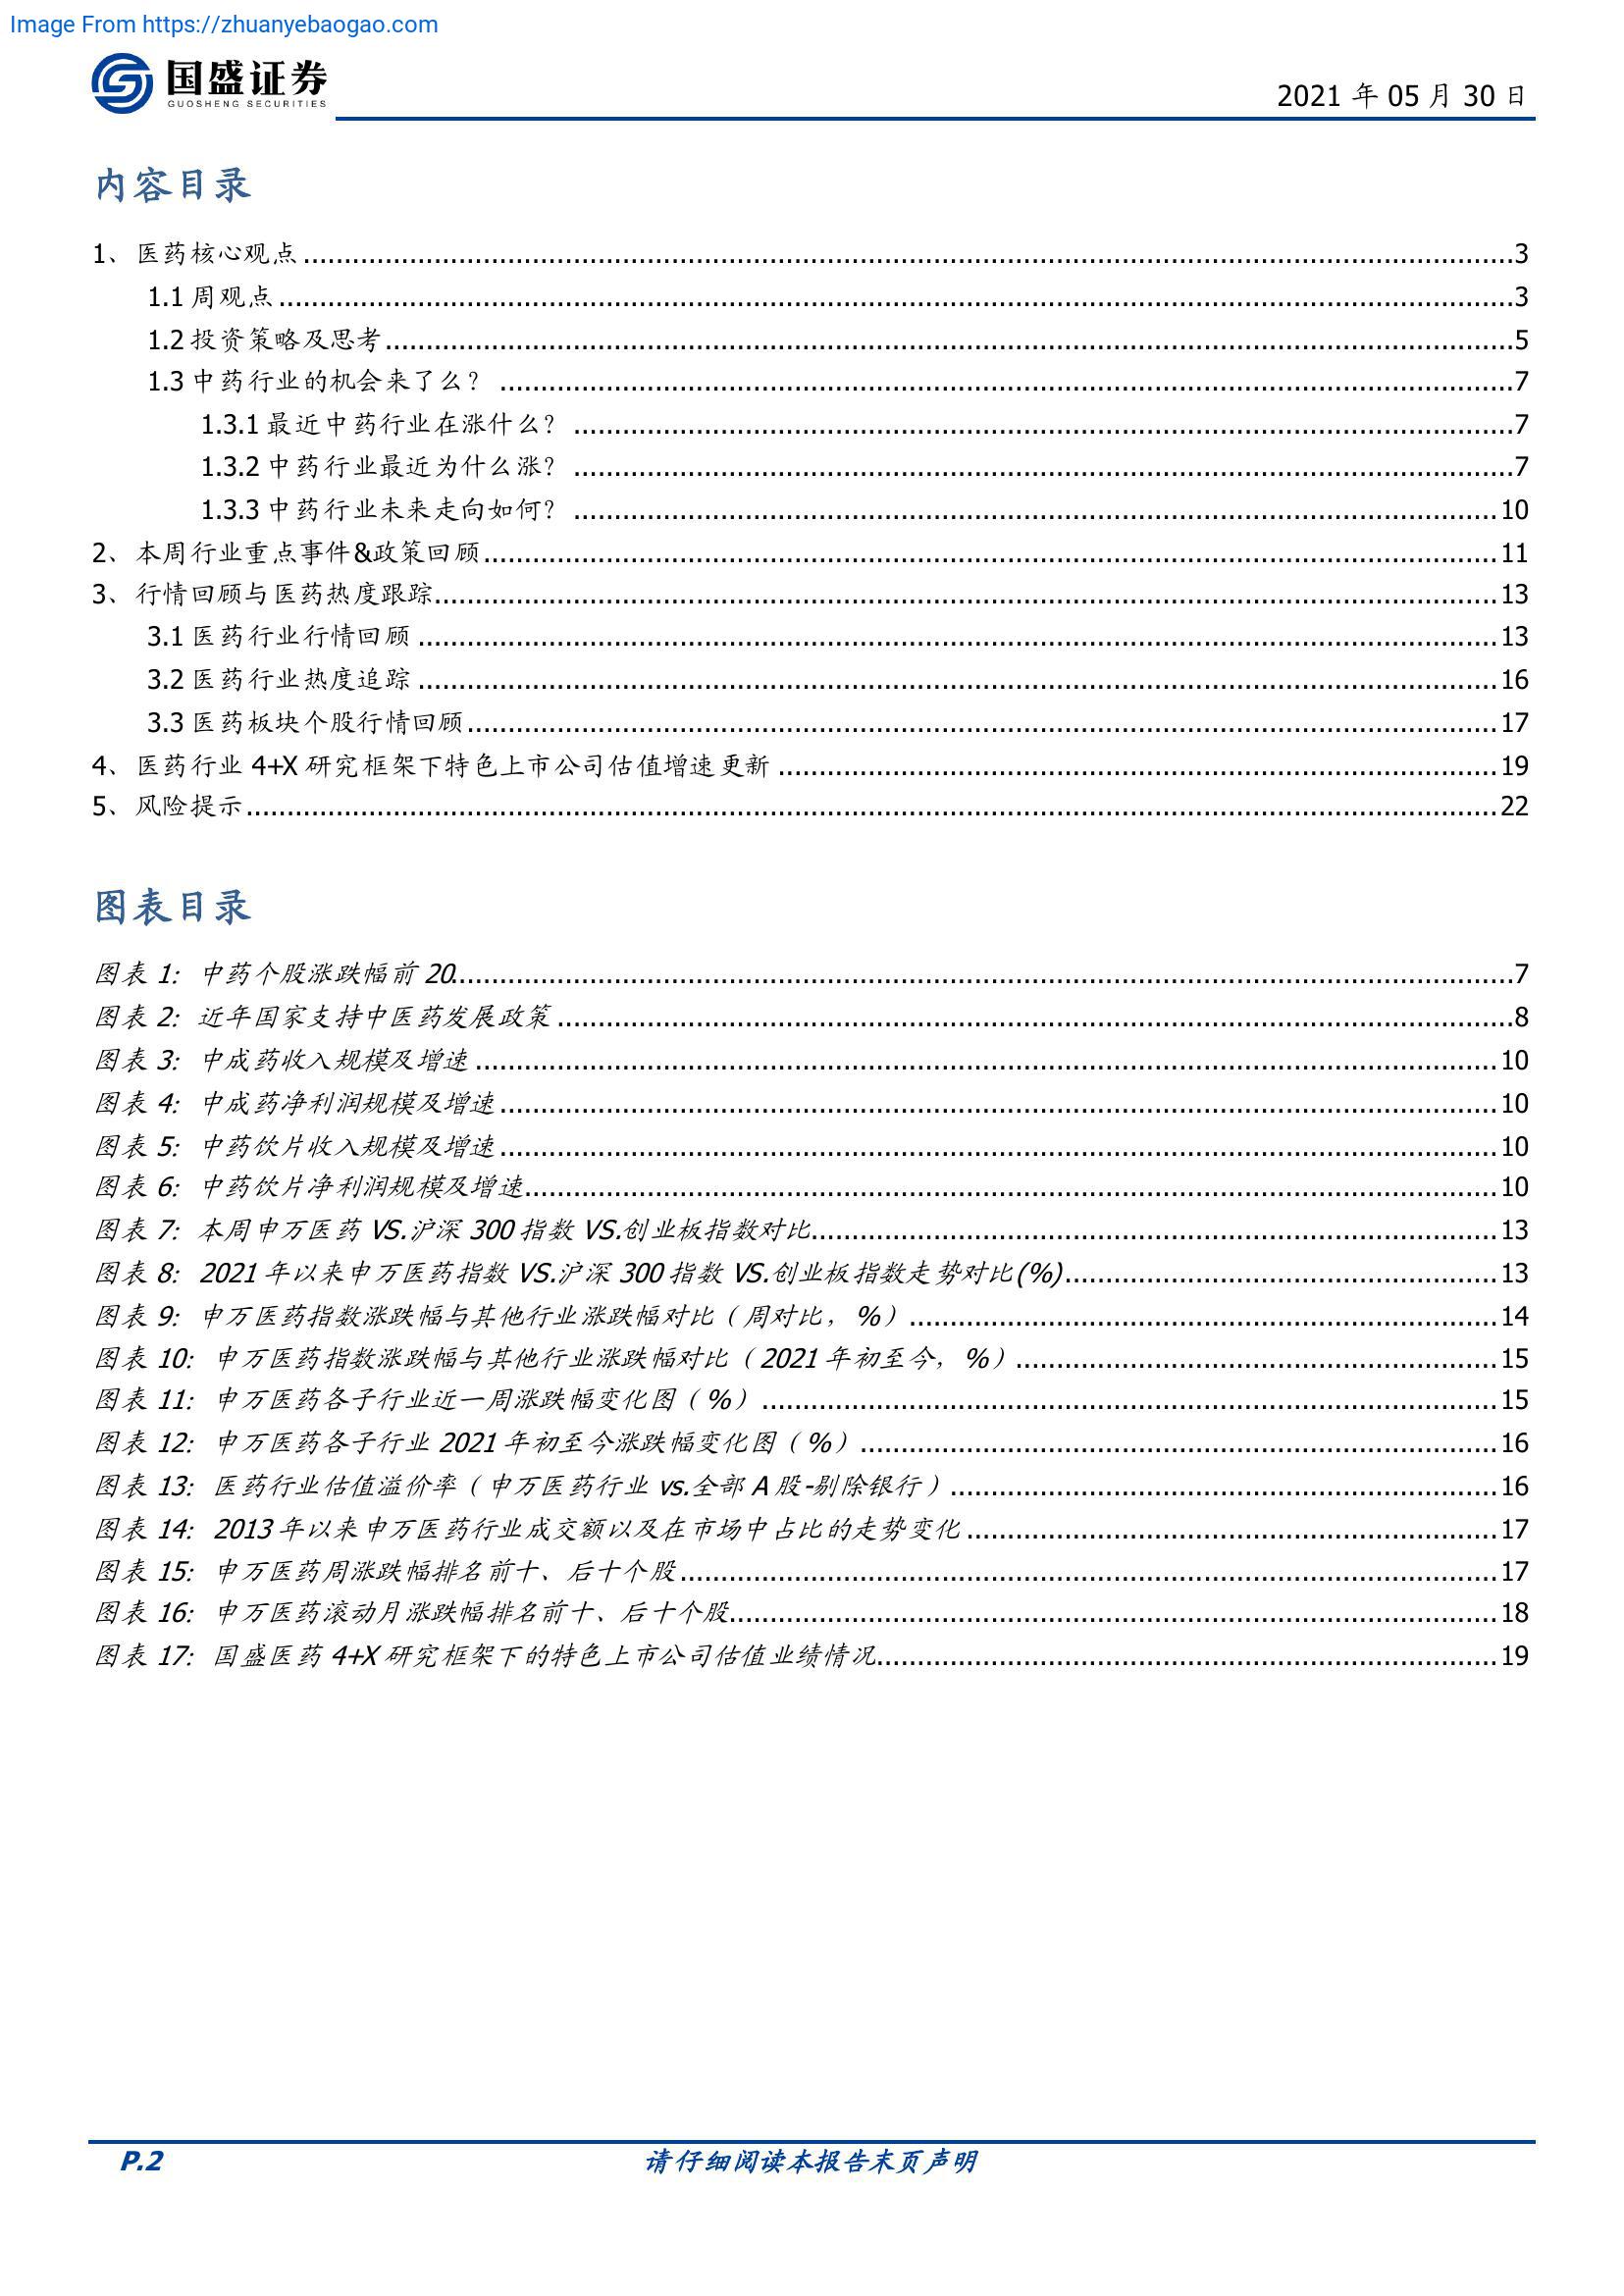 Image From https://zhuanyebaogao.com
国盛证券
GUOSHENG SECURITIES
2021 年 05 月 30 日
内容目录
1、医药核心观点 ........ 3
1.1 周观点 ........ 3
1.2 投资策略及思考 ........ 5
1.3 中药行业的机会来了么？ ........ 7
1.3.1 最近中药行业在涨什么？ ........ 7
1.3.2 中药行业最近为什么涨？ ........ 7
1.3.3 中药行业未来走向如何？ ........ 10
2、本周行业重点事件&政策回顾 ........ 11
3、行情回顾与医药热度跟踪 ........ 13
3.1 医药行业行情回顾 ........ 13
3.2 医药行业热度追踪 ........ 16
3.3 医药板块个股行情回顾 ........ 17
4、医药行业 4+X 研究框架下特色上市公司估值增速更新 ........ 19
5、风险提示 ........ 22
图表目录
图表 1：中药个股涨跌幅前 20 ........ 7
图表 2：近年国家支持中医药发展政策 ........ 8
图表 3：中成药收入规模及增速 ........ 10
图表 4：中成药净利润规模及增速 ........ 10
图表 5：中药饮片收入规模及增速 ........ 10
图表 6：中药饮片净利润规模及增速 ........ 10
图表 7：本周申万医药 VS.沪深 300 指数 VS.创业板指数对比 ........ 13
图表 8：2021 年以来申万医药指数 VS.沪深 300 指数 VS.创业板指数走势对比(%) ........ 13
图表 9：申万医药指数涨跌幅与其他行业涨跌幅对比（周对比，%） ........ 14
图表 10：申万医药指数涨跌幅与其他行业涨跌幅对比（2021 年初至今，%） ........ 15
图表 11：申万医药各子行业近一周涨跌幅变化图（%） ........ 15
图表 12：申万医药各子行业 2021 年初至今涨跌幅变化图（%） ........ 16
图表 13：医药行业估值溢价率（申万医药行业 vs.全部 A 股-剔除银行） ........ 16
图表 14：2013 年以来申万医药行业成交额以及在市场中占比的走势变化 ........ 17
图表 15：申万医药周涨跌幅排名前十、后十个股 ........ 17
图表 16：申万医药滚动月涨跌幅排名前十、后十个股 ........ 18
图表 17：国盛医药 4+X 研究框架下的特色上市公司估值业绩情况 ........ 19
P.2
请仔细阅读本报告末页声明